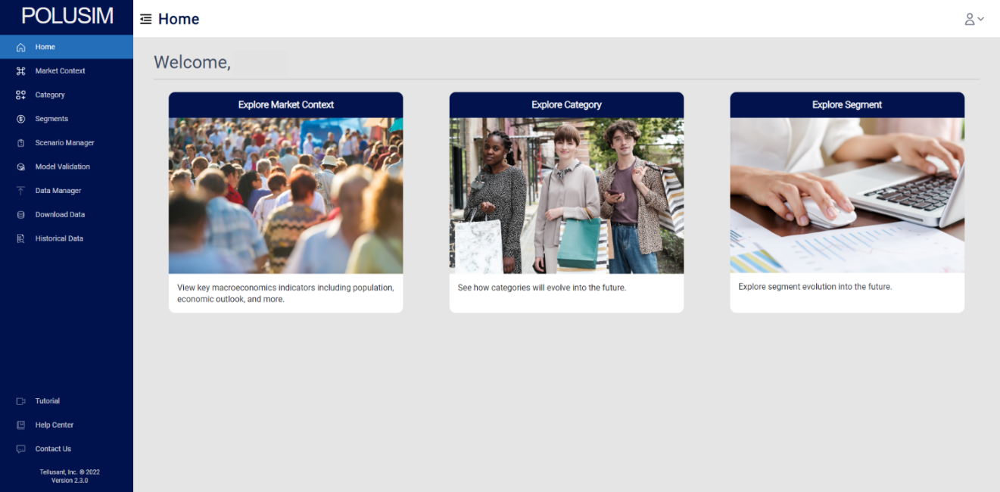 POLUSIM
Home
Market Context
Category
Segments
Scenario Manager
Model Validation
Data Manager
Download Data
Historical Data
Tutorial
Help Center
Contact Us
Tellusant, Inc. © 2022
Version 2.3.0
Home
Welcome,
Explore Market Context
View key macroeconomics indicators including population,
economic outlook, and more.
Explore Category
See how categories will evolve into the future.
Explore Segment
Explore segment evolution into the future.